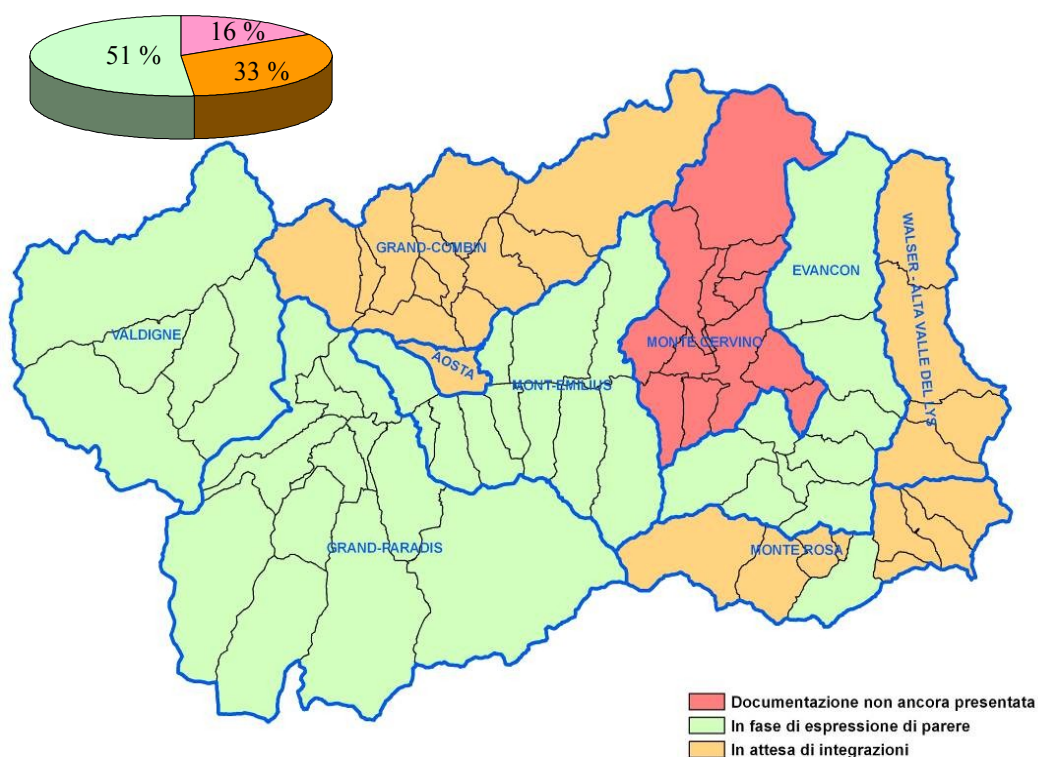 16 %
51 %
33 %
GRAND-COMBIN
WALSER - ALTA VALLE DEL LYS
EVANCON
VALDIGNE
MONTE CERVINO
AOSTA
MONT-EMILIUS
GRAND-PARADIS
MONTE ROSA
Documentazione non ancora presentata
In fase di espressione di parere
In attesa di integrazioni